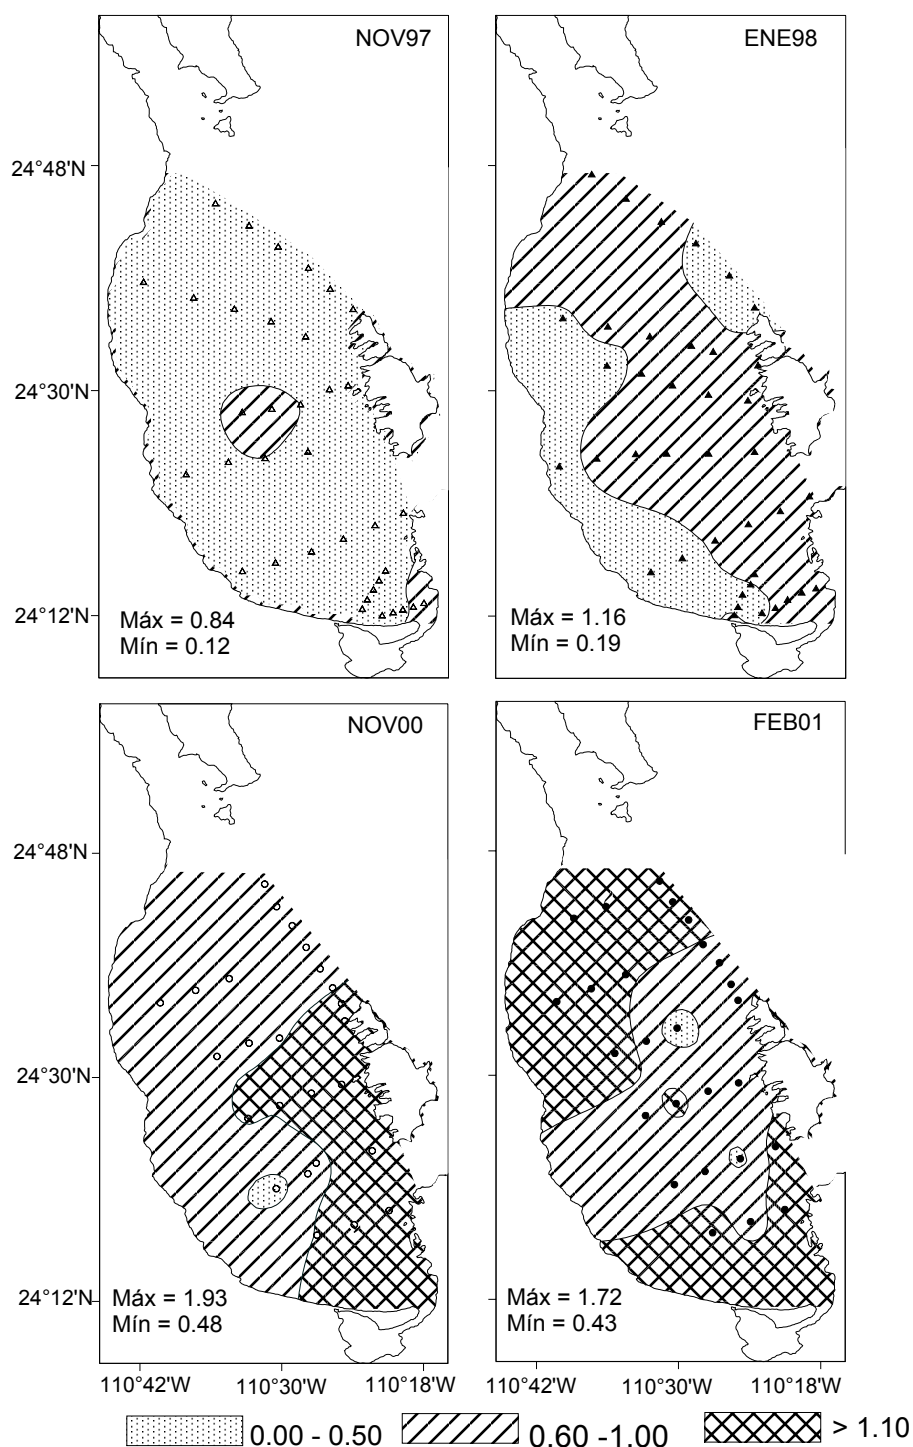 NOV97
ENE98
24°48'N
24°30'N
24°12'N
Máx = 0.84
Mín = 0.12
Máx = 1.16
Mín = 0.19
NOV00
FEB01
24°48'N
24°30'N
24°12'N
Máx = 1.93
Mín = 0.48
Máx = 1.72
Mín = 0.43
110°42'W 110°30'W 110°18'W 110°42'W 110°30'W 110°18'W
0.00 - 0.50 0.60 -1.00 > 1.10